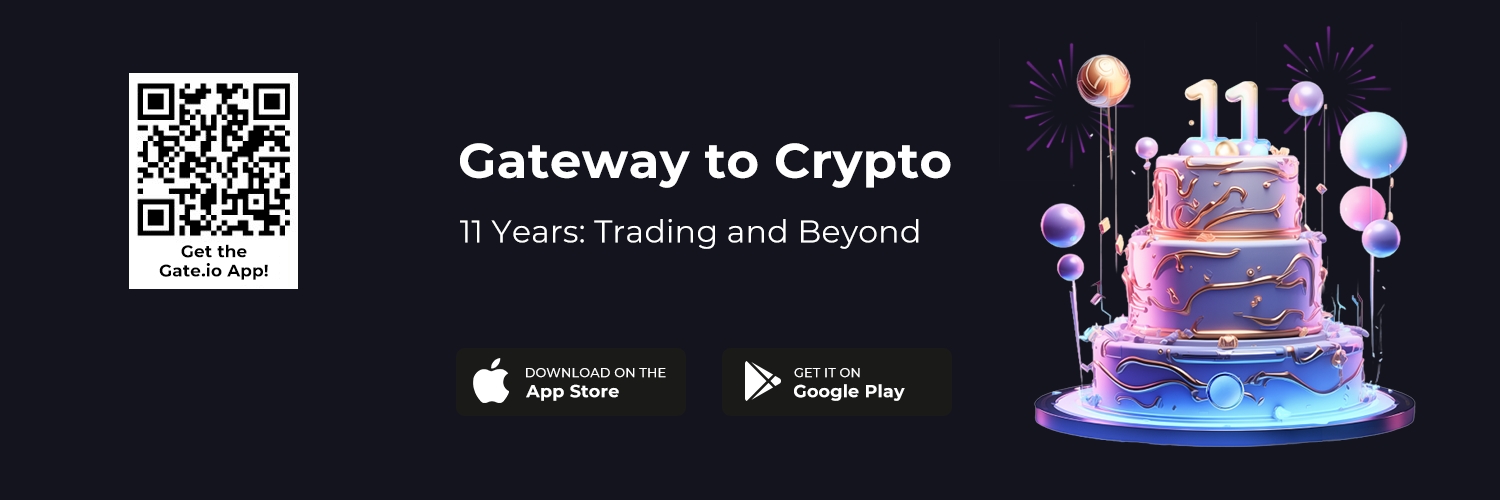 Get the
Gate.io App!
Gateway to Crypto
11 Years: Trading and Beyond
DOWNLOAD ON THE
App Store
GET IT ON
Google Play
11